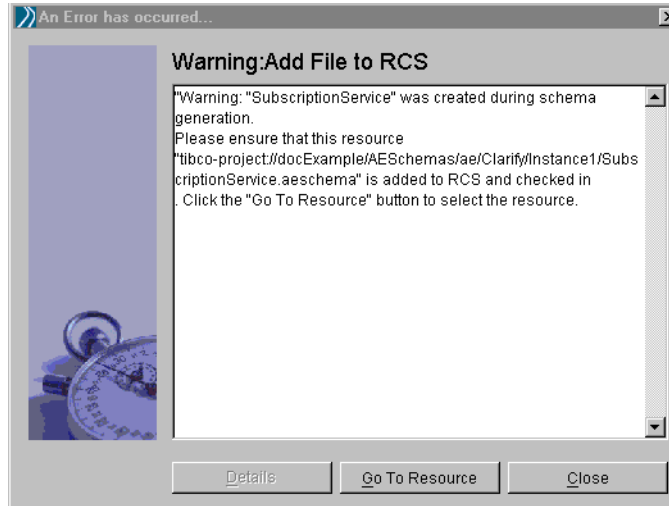 An Error has occurred...
Warning:Add File to RCS
"Warning: "SubscriptionService" was created during schema
generation.
Please ensure that this resource
"tibco-project://docExample/AESchemas/ae/Clarify/Instance1/Subs
criptionService.aeschema" is added to RCS and checked in
. Click the "Go To Resource" button to select the resource.
Details
Go To Resource
Close